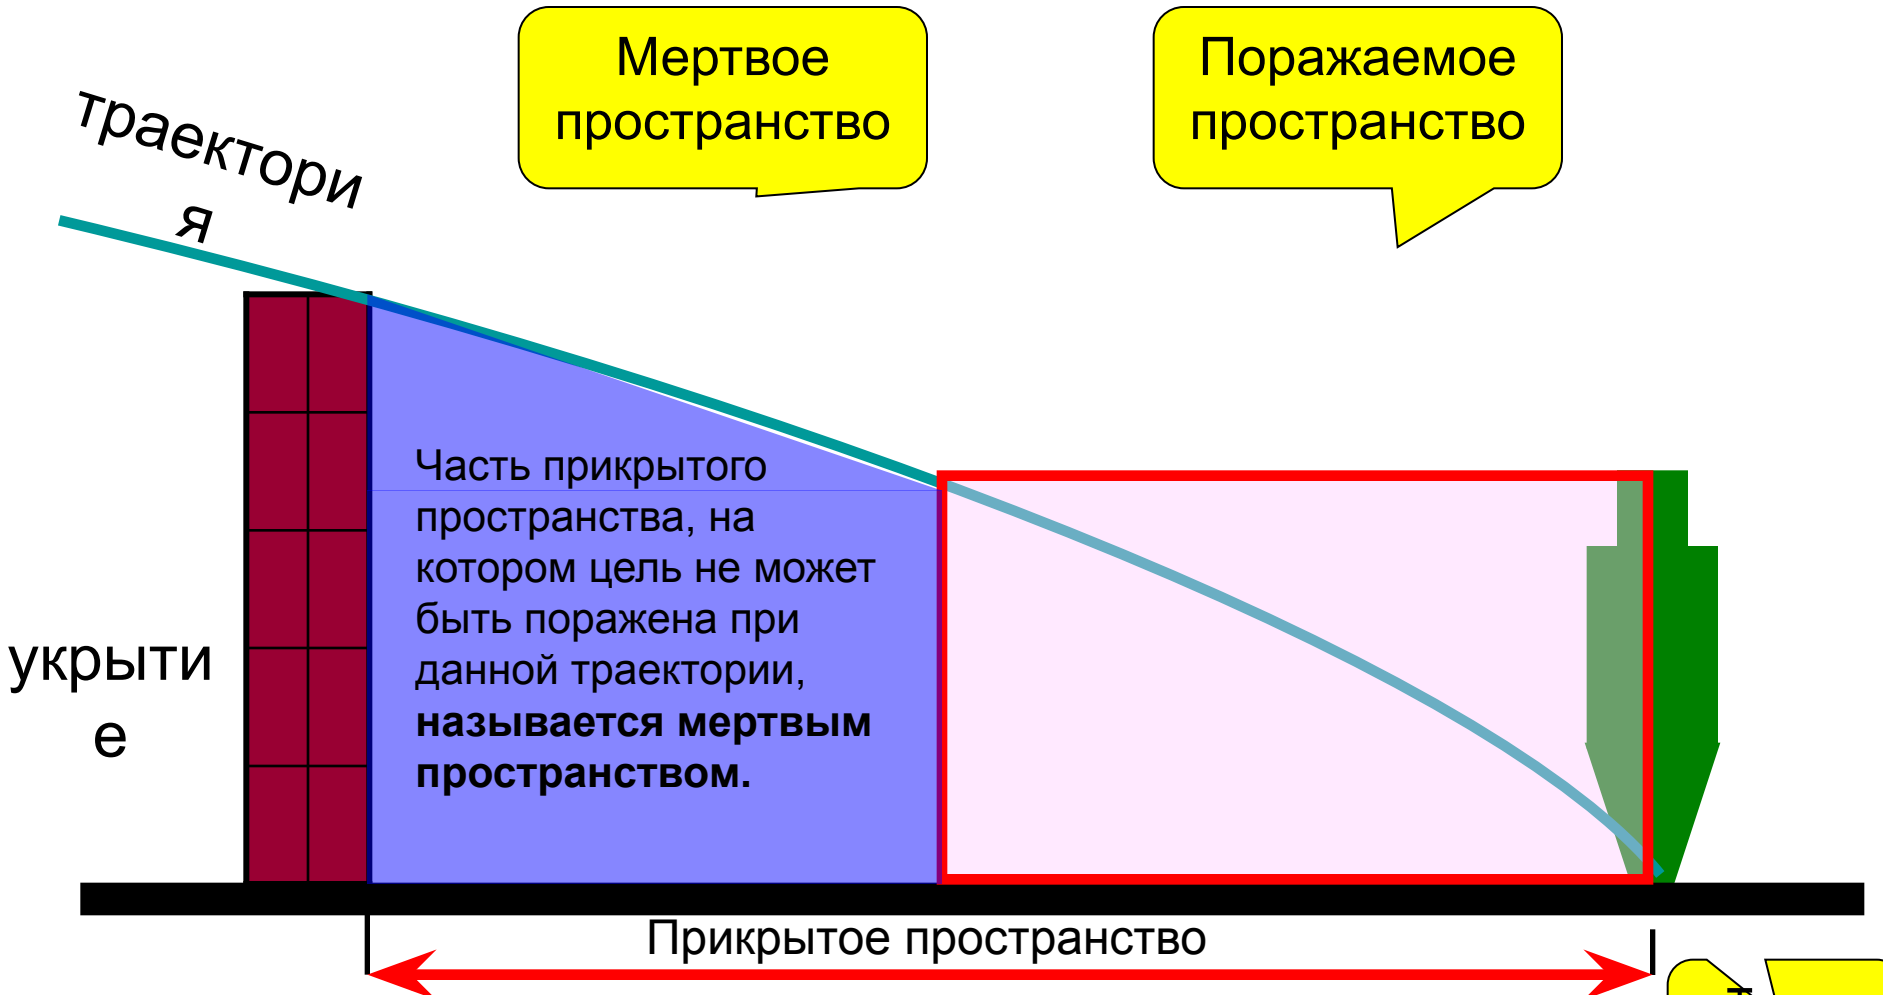 Мертвое
пространство
Поражаемое
пространство
траектори
я
Часть прикрытого
пространства, на
котором цель не может
быть поражена при
данной траектории,
называется мертвым
пространством.
укрыти
е
Прикрытое пространство